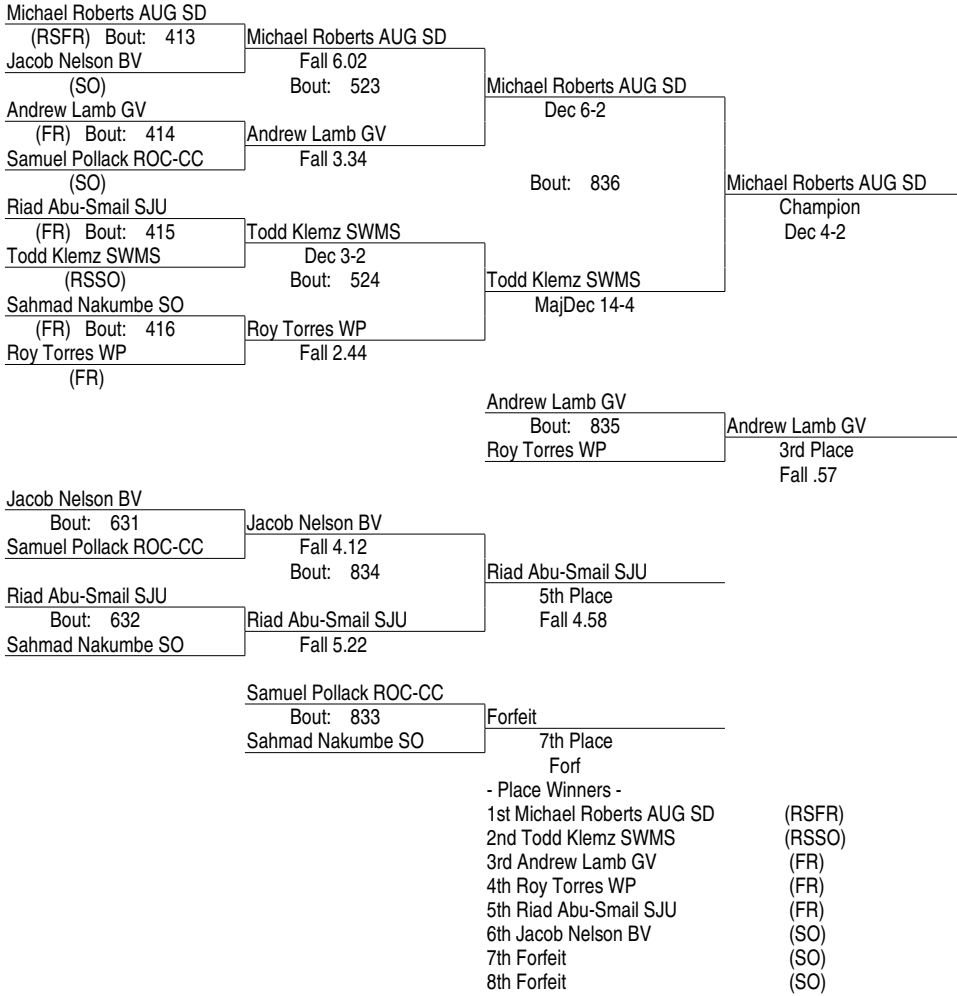 Michael Roberts AUG SD
(RSFR) Bout: 413
Michael Roberts AUG SD
Jacob Nelson BV
Fall 6.02
(SO)
Bout: 523
Michael Roberts AUG SD
Andrew Lamb GV
Dec 6-2
(FR) Bout: 414
Andrew Lamb GV
Samuel Pollack ROC-CC
Fall 3.34
(SO)
Bout: 836
Michael Roberts AUG SD
Riad Abu-Smail SJU
Champion
(FR) Bout: 415
Todd Klemz SWMS
Dec 4-2
Todd Klemz SWMS
Dec 3-2
(RSSO)
Bout: 524
Todd Klemz SWMS
Sahmad Nakumbe SO
MajDec 14-4
(FR) Bout: 416
Roy Torres WP
Roy Torres WP
Fall 2.44
(FR)
Andrew Lamb GV
Bout: 835
Andrew Lamb GV
Roy Torres WP
3rd Place
Fall .57
Jacob Nelson BV
Bout: 631
Jacob Nelson BV
Samuel Pollack ROC-CC
Fall 4.12
Bout: 834
Riad Abu-Smail SJU
Riad Abu-Smail SJU
5th Place
Bout: 632
Riad Abu-Smail SJU
Fall 4.58
Sahmad Nakumbe SO
Fall 5.22
Samuel Pollack ROC-CC
Bout: 833
Forfeit
Sahmad Nakumbe SO
7th Place
Forf
- Place Winners -
1st Michael Roberts AUG SD (RSFR)
2nd Todd Klemz SWMS (RSSO)
3rd Andrew Lamb GV (FR)
4th Roy Torres WP (FR)
5th Riad Abu-Smail SJU (FR)
6th Jacob Nelson BV (SO)
7th Forfeit (SO)
8th Forfeit (SO)